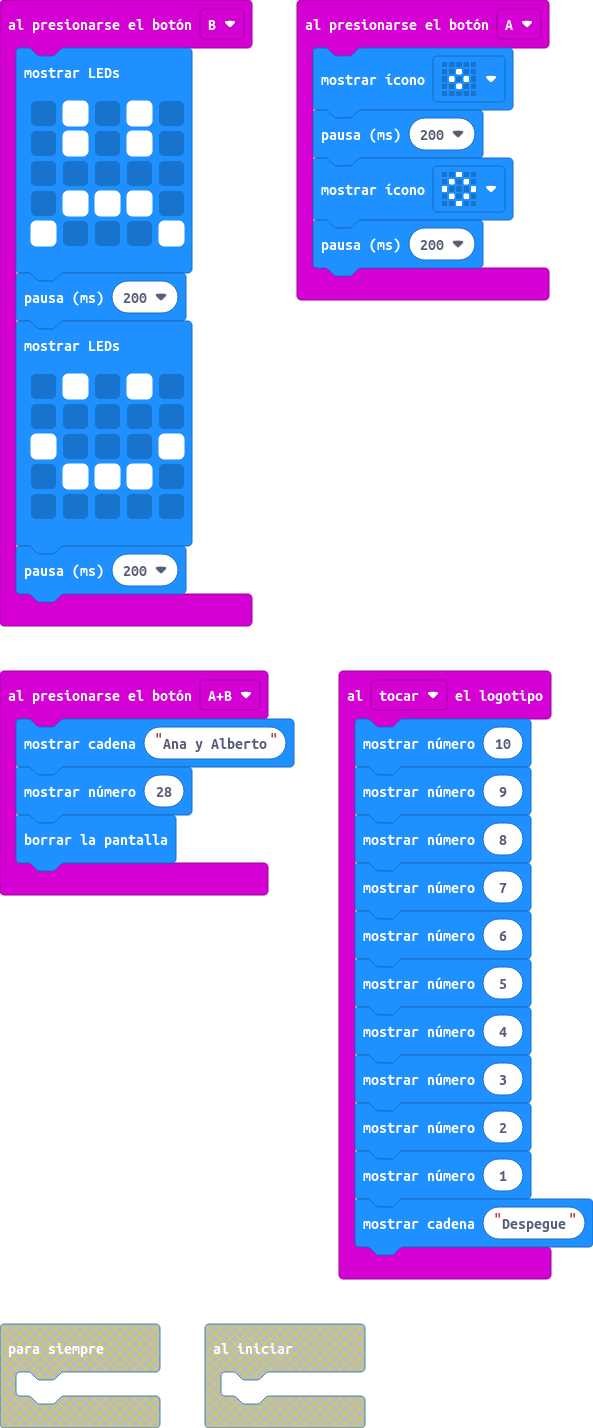 al presionarse el botón B
mostrar LEDs
pausa (ms) 200
mostrar LEDs
pausa (ms) 200
al presionarse el botón A
mostrar ícono
pausa (ms) 200
mostrar ícono
pausa (ms) 200
al presionarse el botón A+B
mostrar cadena "Ana y Alberto"
mostrar número 28
borrar la pantalla
al tocar el logotipo
mostrar número 10
mostrar número 9
mostrar número 8
mostrar número 7
mostrar número 6
mostrar número 5
mostrar número 4
mostrar número 3
mostrar número 2
mostrar número 1
mostrar cadena "Despegue"
para siempre
al iniciar